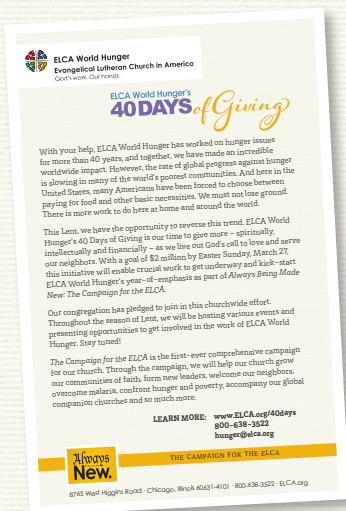 ELCA World Hunger
Evangelical Lutheran Church in America
God's work. Our hands.
ELCA World Hunger's
40 DAYS of Giving
With your help, ELCA World Hunger has worked on hunger issues
for more than 40 years, and together, we have made an incredible
worldwide impact. However, the rate of global progress against hunger
is slowing in many of the world's poorest communities. And here in the
United States, many Americans have been forced to choose between
paying for food and other basic necessities. We must not lose ground.
There is more work to do here at home and around the world.
This Lent, we have the opportunity to reverse this trend. ELCA World
Hunger's 40 Days of Giving is our time to give more – spiritually,
intellectually and financially – as we live out God's call to love and serve
our neighbors. With a goal of $2 million by Easter Sunday, March 27,
this initiative will enable crucial work to get underway and kick-start
ELCA World Hunger's year-of-emphasis as part of Always Being Made
New: The Campaign for the ELCA.
Our congregation has pledged to join in this churchwide effort.
Throughout the season of Lent, we will be hosting various events and
presenting opportunities to get involved in the work of ELCA World
Hunger. Stay tuned!
The Campaign for the ELCA is the first-ever comprehensive campaign
for our church. Through the campaign, we will help our church grow
our communities of faith, form new leaders, welcome our neighbors,
overcome malaria, confront hunger and poverty, accompany our global
companion churches and so much more.
LEARN MORE: www.ELCA.org/40days
800-638-3522
hunger@elca.org
Always
New.
THE CAMPAIGN FOR THE ELCA
8765 West Higgins Road · Chicago, Illinois 60631-4101 · 800-638-3522 · ELCA.org